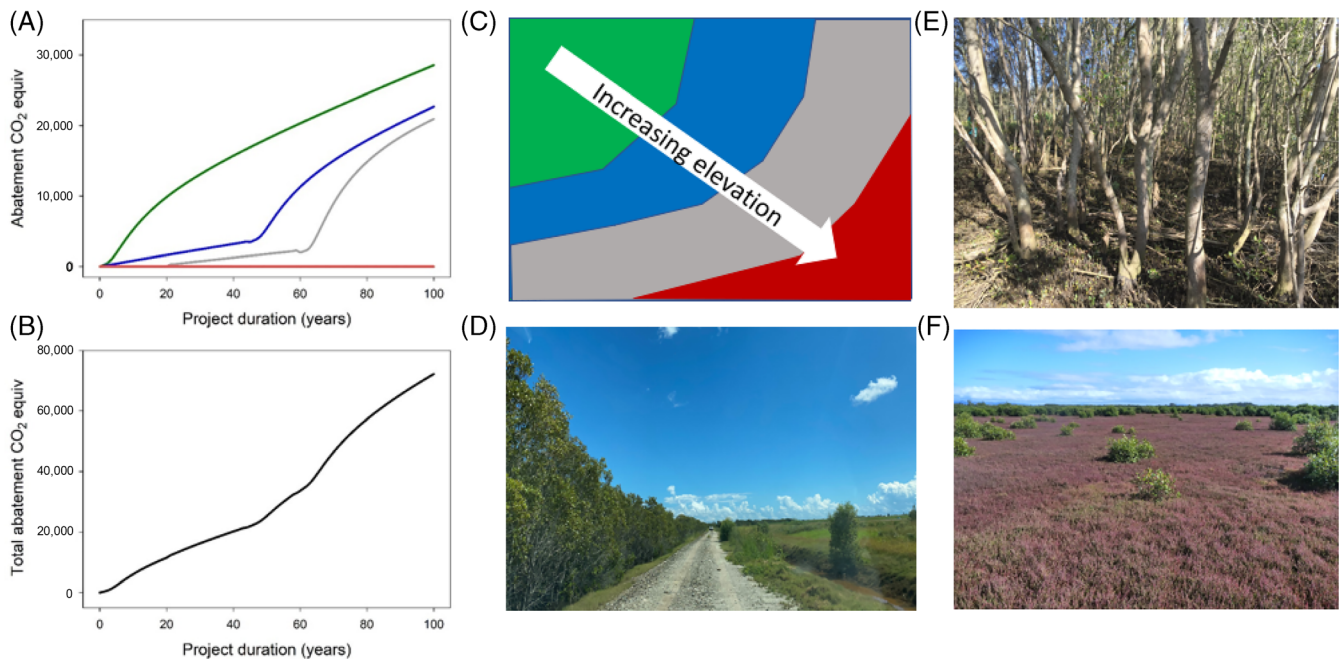 (A)
30,000
20,000
10,000
0
Abatement CO₂ equiv
0 20 40 60 80 100
Project duration (years)
(B)
80,000
60,000
40,000
20,000
0
Total abatement CO₂ equiv
0 20 40 60 80 100
Project duration (years)
(C)
Increasing elevation
(D)
(E)
(F)